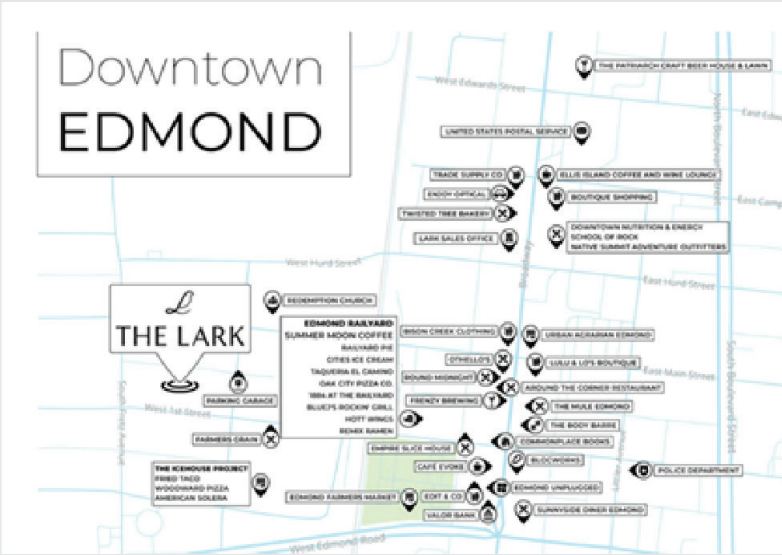 Downtown
EDMOND
THE PATRIARCH CRAFT BEER HOUSE & LAWN
West Edwards Street
North Boulevard Street
UNITED STATES POSTAL SERVICE
TRADE SUPPLY CO.
ELLIS ISLAND COFFEE AND WINE LOUNGE
ENJOY OPTICAL
BOUTIQUE SHOPPING
TWISTED TREE BAKERY
LARK SALES OFFICE
DOWNTOWN NUTRITION & ENERGY
SCHOOL OF ROCK
NATIVE SUMMIT ADVENTURE OUTFITTERS
Broadway
West Hurd Street
East Hurd Street
L
THE LARK
REDEMPTION CHURCH
EDMOND RAILYARD
SUMMER MOON COFFEE
RAILYARD PIE
CITIES ICE CREAM
TAQUERIA EL CAMINO
OAK CITY PIZZA CO.
1884 AT THE RAILYARD
BLUEJ'S ROCKIN' GRILL
HOTT WINGS
REMIX RAMEN
BISON CREEK CLOTHING
URBAN AGRARIAN EDMOND
OTHELLO'S
LULU & LO'S BOUTIQUE
ROUND MIDNIGHT
East Main Street
AROUND THE CORNER RESTAURANT
South Boulevard Street
PARKING GARAGE
FRENZY BREWING
THE MULE EDMOND
West 1st Street
THE BODY BARRE
FARMERS GRAIN
COMMONPLACE BOOKS
EMPIRE SLICE HOUSE
BLOCWORKS
CAFÉ EVOKE
POLICE DEPARTMENT
THE ICEHOUSE PROJECT
FRIED TACO
WOODWARD PIZZA
AMERICAN SOLERA
EDMOND UNPLUGGED
EDMOND FARMERS MARKET
EDIT & CO
VALOR BANK
SUNNYSIDE DINER EDMOND
West Edmond Road